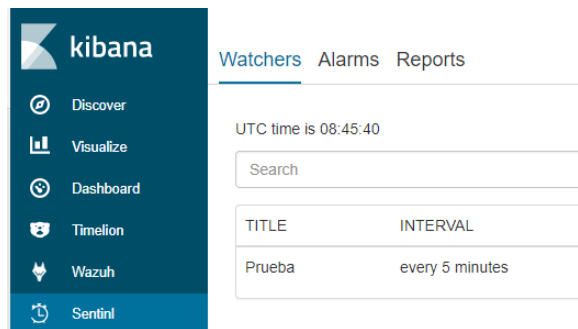 kibana
Discover
Visualize
Dashboard
Timelion
Wazuh
Sentinl
Watchers Alarms Reports
UTC time is 08:45:40
Search
TITLE INTERVAL
Prueba every 5 minutes